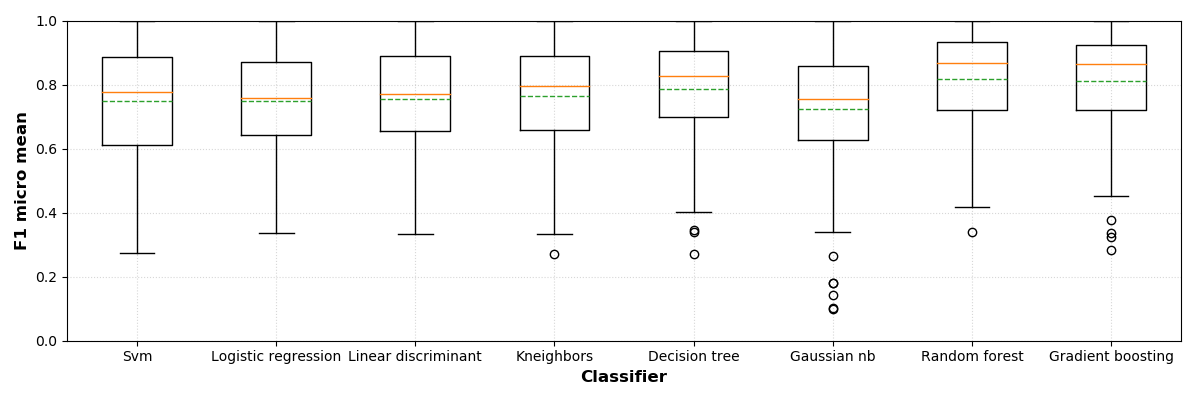 F1 micro mean
1.0
0.8
0.6
0.4
0.2
0.0
Svm
Logistic regression
Linear discriminant
Kneighbors
Decision tree
Gaussian nb
Random forest
Gradient boosting
Classifier